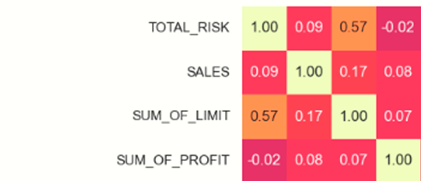 TOTAL_RISK 1.00 0.09 0.57 -0.02
SALES 0.09 1.00 0.17 0.08
SUM_OF_LIMIT 0.57 0.17 1.00 0.07
SUM_OF_PROFIT -0.02 0.08 0.07 1.00